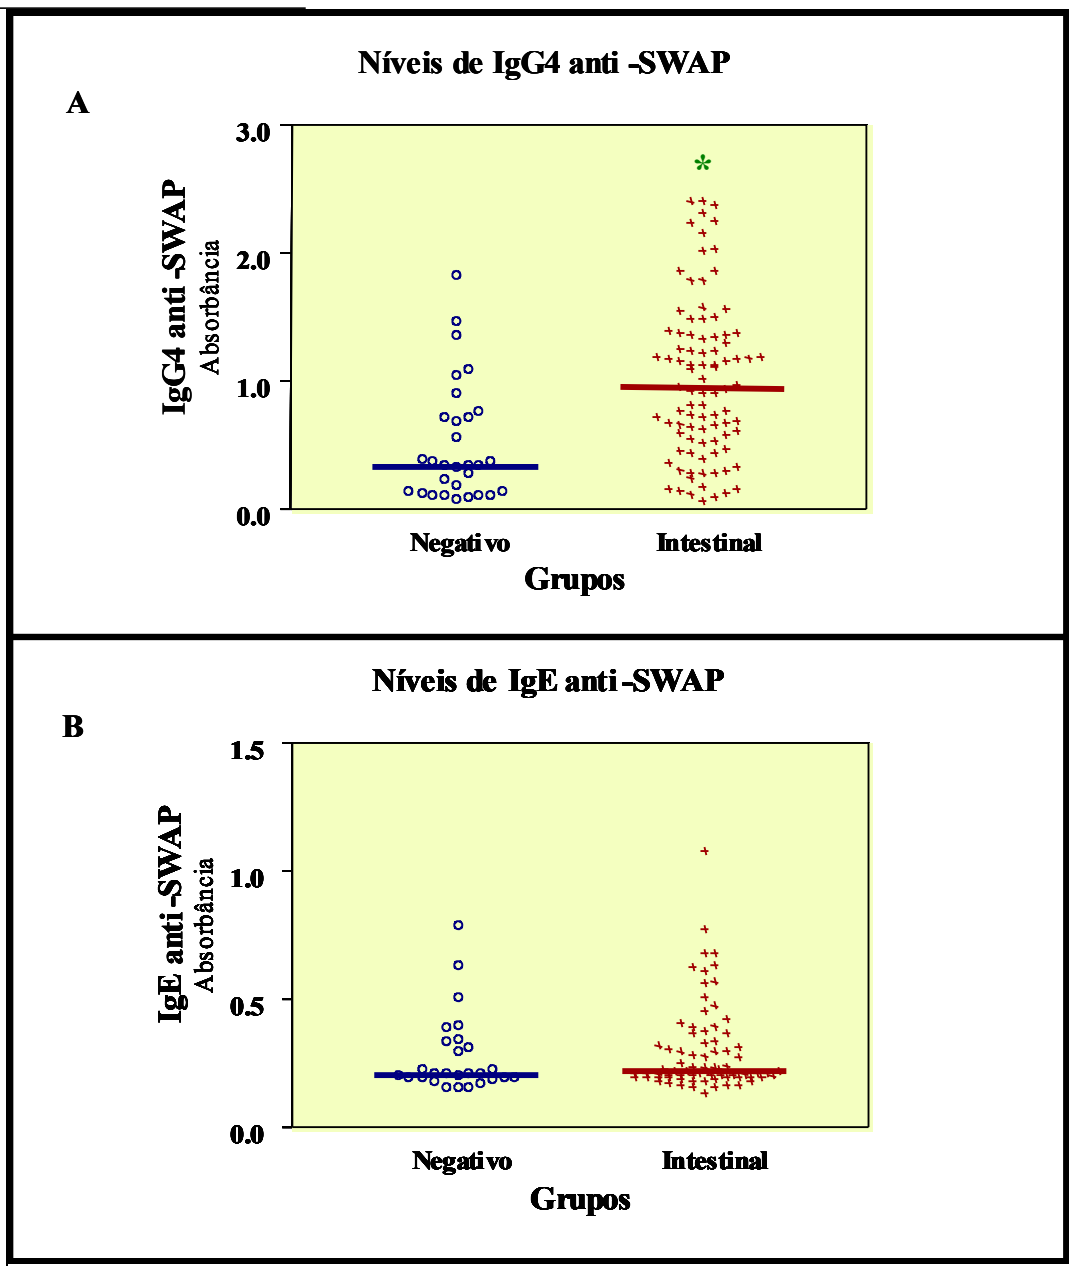 Níveis de IgG4 anti -SWAP
A
3.0
2.0
1.0
0.0
IgG4 anti -SWAP
Absorbância
*
Negativo
Intestinal
Grupos
Níveis de IgE anti -SWAP
B
1.5
1.0
0.5
0.0
IgE anti -SWAP
Absorbância
Negativo
Intestinal
Grupos